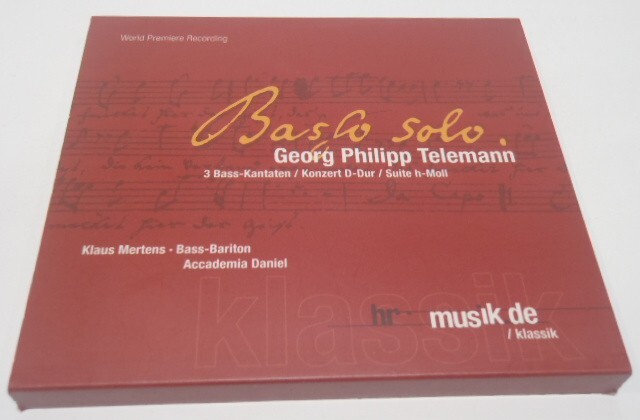 World Premiere Recording
Basso solo.
Georg Philipp Telemann
3 Bass-Kantaten / Konzert D-Dur / Suite h-Moll
Klaus Mertens - Bass-Bariton
Accademia Daniel
klassik
hr musik.de
/ klassik